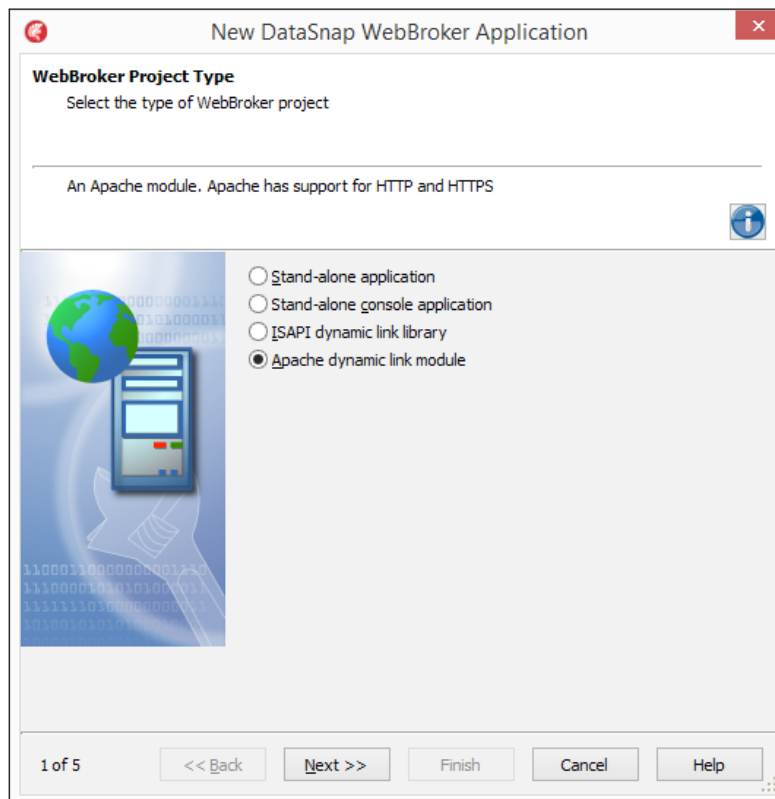 New DataSnap WebBroker Application
WebBroker Project Type
Select the type of WebBroker project
An Apache module. Apache has support for HTTP and HTTPS
Stand-alone application
Stand-alone console application
ISAPI dynamic link library
Apache dynamic link module
1 of 5
<< Back
Next >>
Finish
Cancel
Help